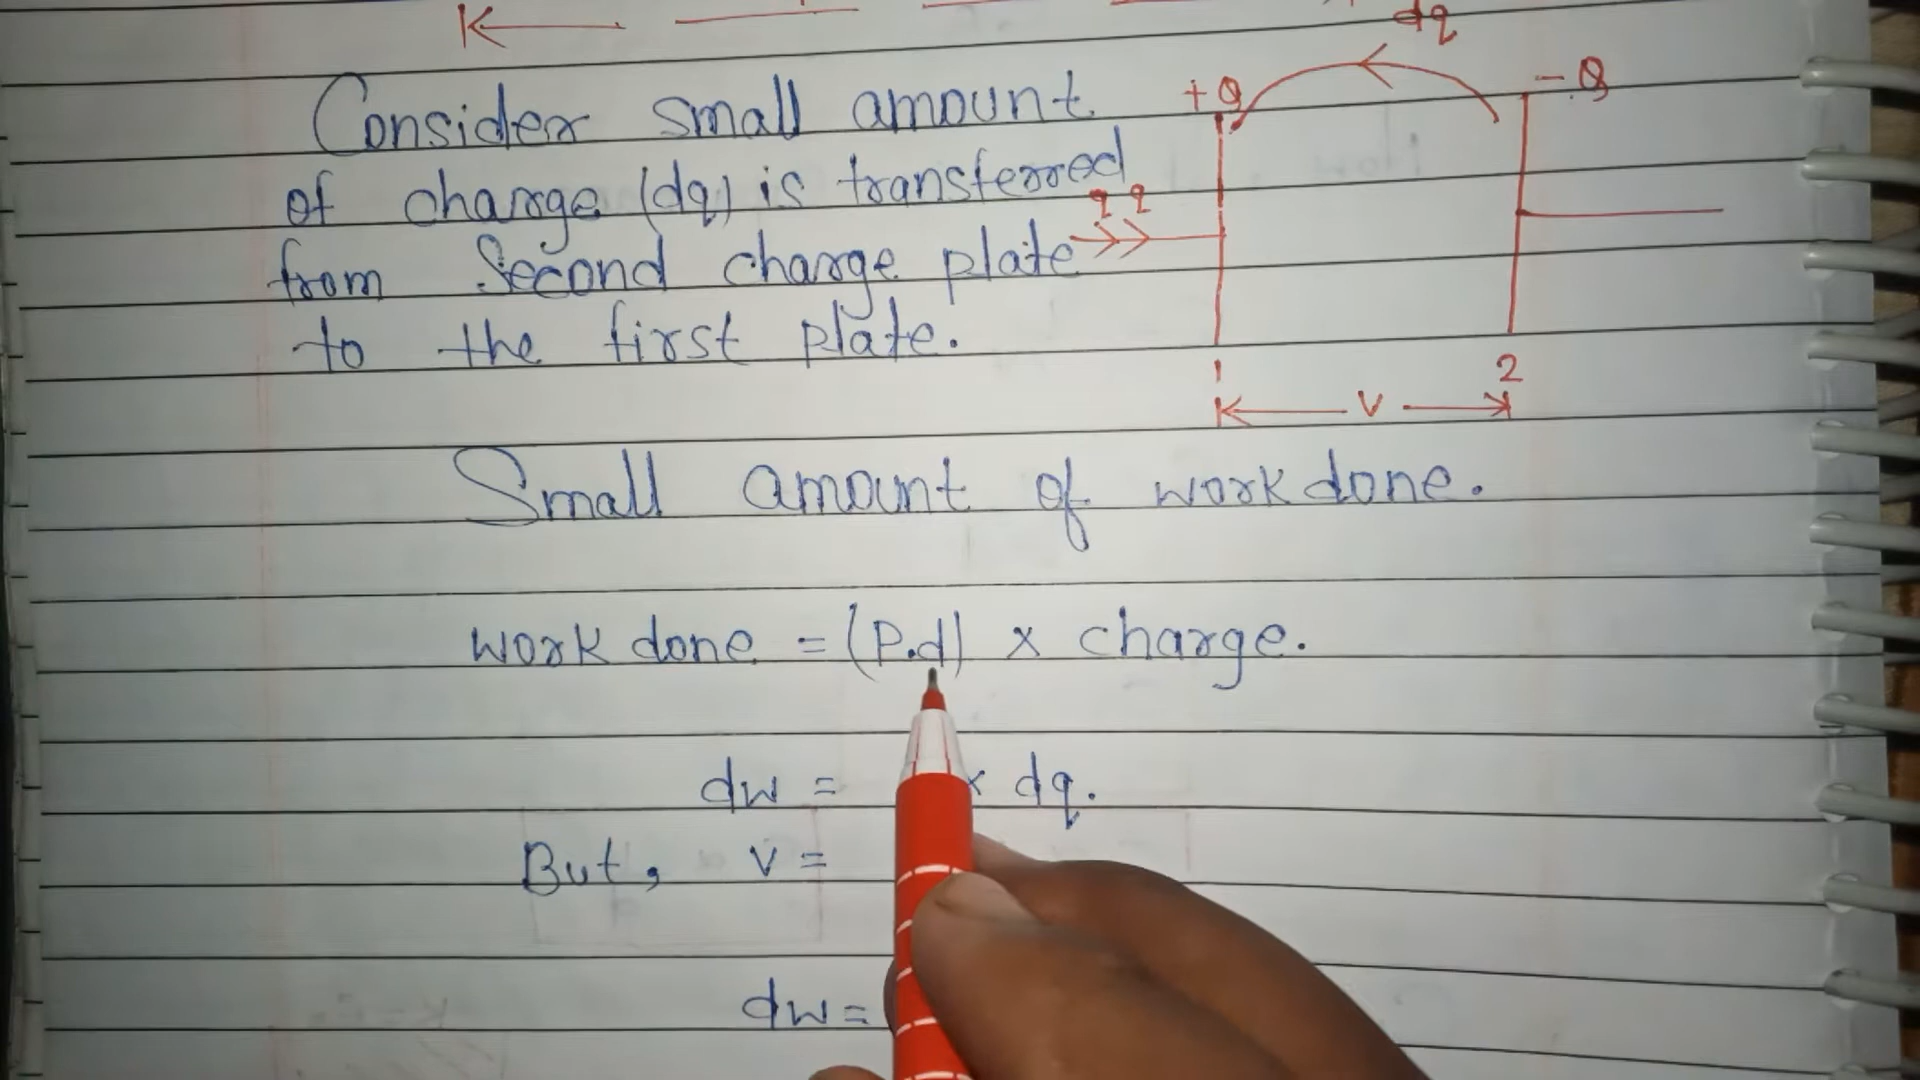 dq
+Q
- Q
Consider small amount
of charge (dq) is transferred
q q
from Second charge plate
to the first plate.
1 2
V
Small amount of work done.
work done = (P.d) x charge.
dw = x dq.
But, V =
dw =